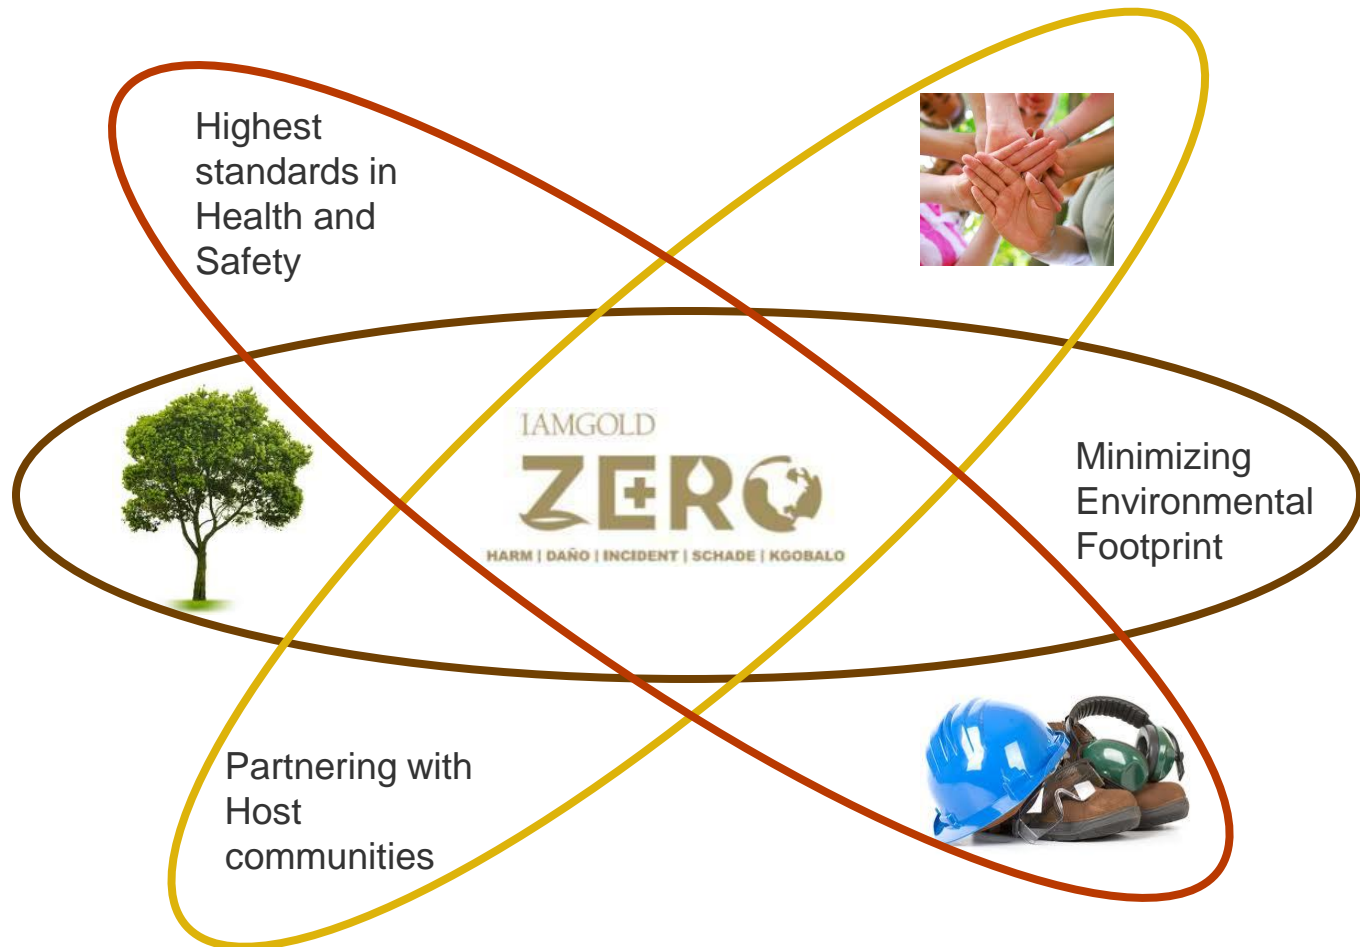 Highest
standards in
Health and
Safety
IAMGOLD
ZERO
HARM | DAÑO | INCIDENT | SCHADE | KGOBALO
Minimizing
Environmental
Footprint
Partnering with
Host
communities